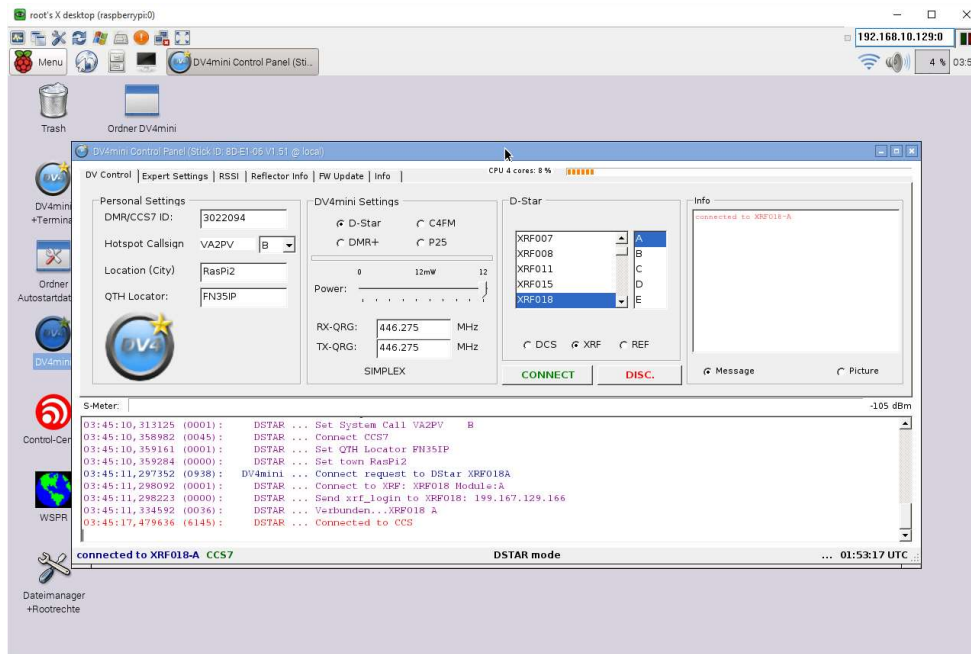 root's X desktop (raspberrypi:0)
192.168.10.129:0
Menu
DV4mini Control Panel (Sti...
4 %
Trash
Ordner DV4mini
DV4mini
+Termina
Ordner
Autostartdat
DV4mini
Control-Cer
WSPR
Dateimanager
+Rootrechte
DV4mini Control Panel (Stick ID: 8D-E1-06 V1.51 @ local)
DV Control | Expert Settings | RSSI | Reflector Info | FW Update | Info |
CPU 4 cores: 8 %
Personal Settings
DMR/CCS7 ID: 3022094
Hotspot Callsign VA2PV B
Location (City) RasPi2
QTH Locator: FN35IP
DV4
DV4mini Settings
D-Star C4FM
DMR+ P25
0 12mW 12
Power:
RX-QRG: 446.275 MHz
TX-QRG: 446.275 MHz
SIMPLEX
D-Star
XRF007 A
XRF008 B
XRF011 C
XRF015 D
XRF018 E
DCS XRF REF
CONNECT DISC.
Info
connected to XRF018-A
Message Picture
S-Meter: -105 dBm
03:45:10,313125 (0001): DSTAR ... Set System Call VA2PV B
03:45:10,358982 (0045): DSTAR ... Connect CCS7
03:45:10,359161 (0001): DSTAR ... Set QTH Locator FN35IP
03:45:10,359284 (0000): DSTAR ... Set town RasPi2
03:45:11,297352 (0938): DV4mini ... Connect request to DStar XRF018A
03:45:11,298092 (0001): DSTAR ... Connect to XRF: XRF018 Module:A
03:45:11,298223 (0000): DSTAR ... Send xrf_login to XRF018: 199.167.129.166
03:45:11,334592 (0036): DSTAR ... Verbunden...XRF018 A
03:45:17,479636 (6145): DSTAR ... Connected to CCS
connected to XRF018-A CCS7
DSTAR mode
... 01:53:17 UTC